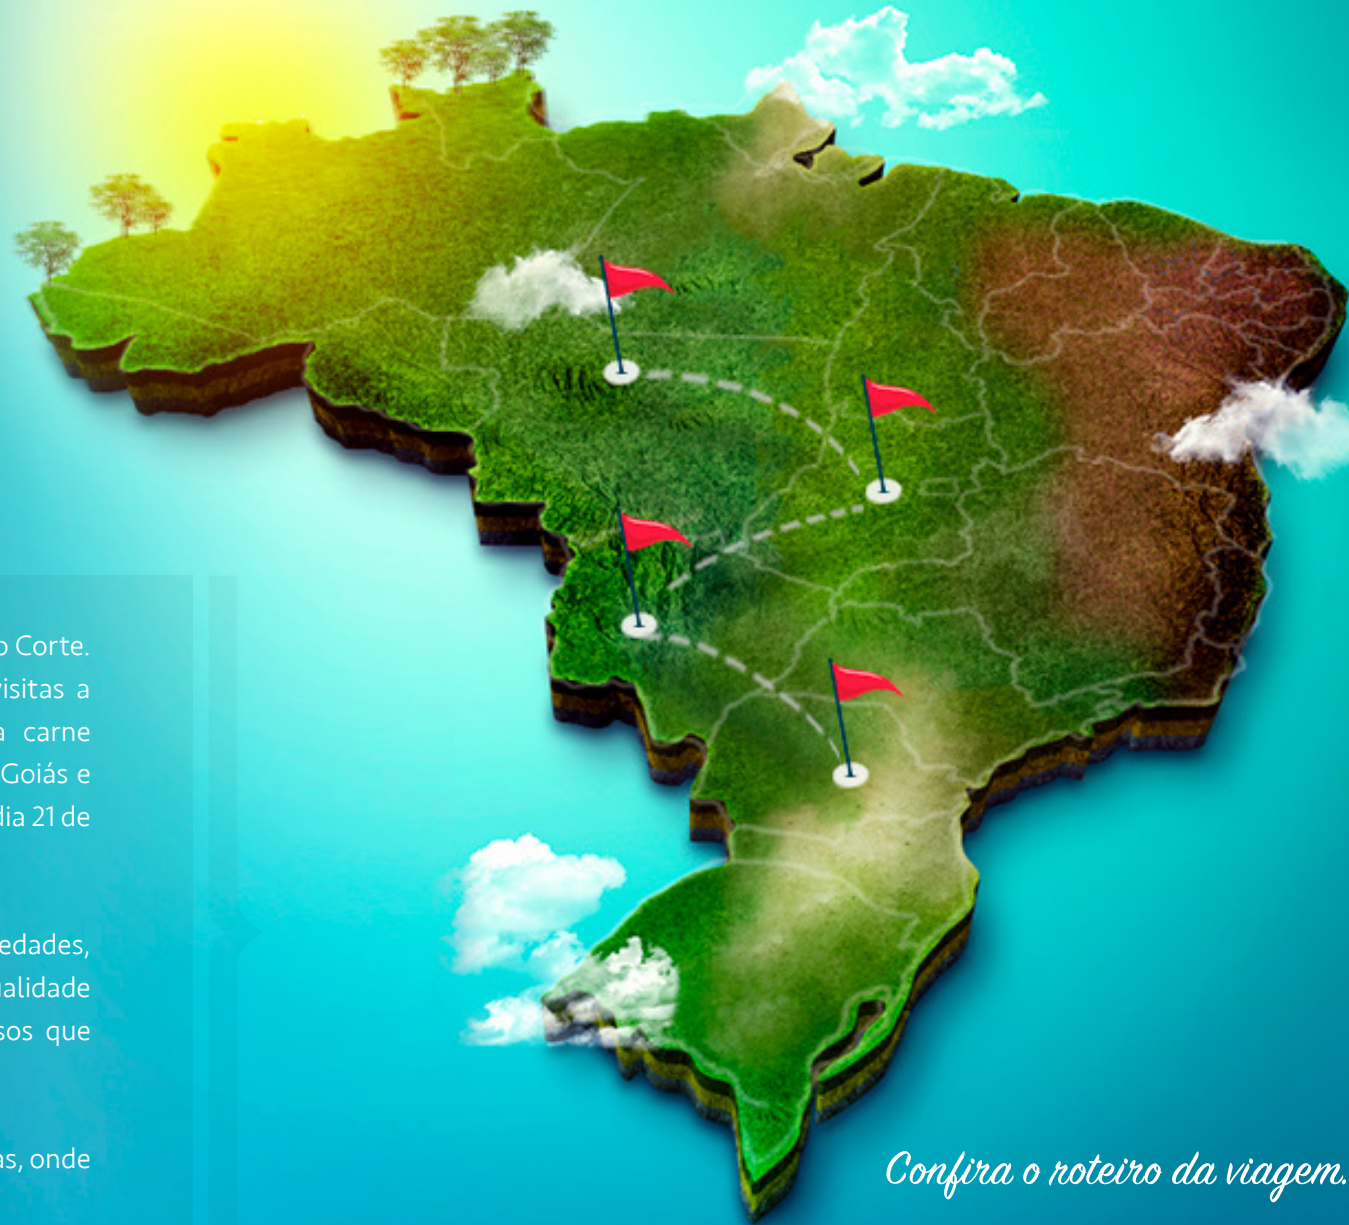 o Corte.
visitas a
a carne
Goiás e
dia 21 de
edades,
ualidade
sos que
as, onde
Confira o roteiro da viagem.